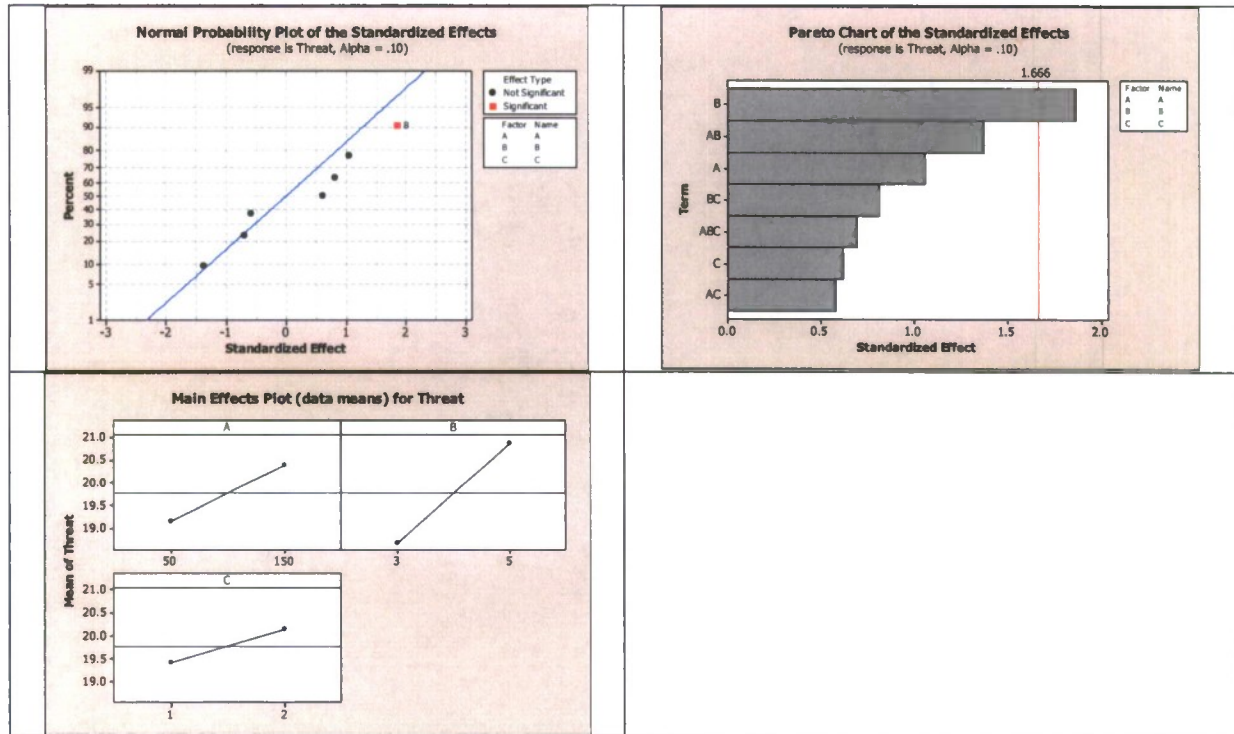 Normal Probability Plot of the Standardized Effects
(response is Threat, Alpha = .10)
99
95
90
80
70
60
50
40
30
20
10
5
1
Percent
B
-3 -2 -1 0 1 2 3
Standardized Effect
Effect Type
Not Significant
Significant
Factor Name
A A
B B
C C
Pareto Chart of the Standardized Effects
(response is Threat, Alpha = .10)
1.666
Term
B
AB
A
BC
ABC
C
AC
0.0 0.5 1.0 1.5 2.0
Standardized Effect
Factor Name
A A
B B
C C
Main Effects Plot (data means) for Threat
Mean of Threat
A B
21.0
20.5
20.0
19.5
19.0
50 150 3 5
C
21.0
20.5
20.0
19.5
19.0
1 2